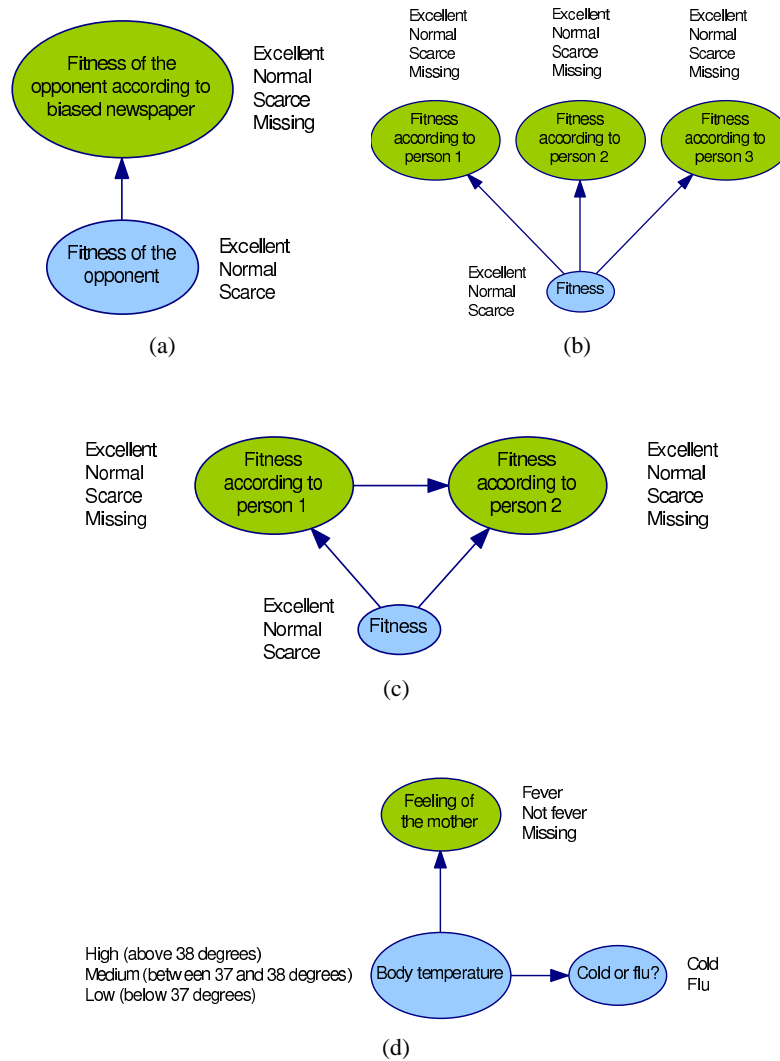 Fitness of the
opponent according to
biased newspaper
Excellent
Normal
Scarce
Missing
Fitness of the
opponent
Excellent
Normal
Scarce
(a)
Excellent
Normal
Scarce
Missing
Excellent
Normal
Scarce
Missing
Excellent
Normal
Scarce
Missing
Fitness
according to
person 1
Fitness
according to
person 2
Fitness
according to
person 3
Excellent
Normal
Scarce
Fitness
(b)
Excellent
Normal
Scarce
Missing
Fitness
according to
person 1
Fitness
according to
person 2
Excellent
Normal
Scarce
Missing
Excellent
Normal
Scarce
Fitness
(c)
Feeling of
the mother
Fever
Not fever
Missing
High (above 38 degrees)
Medium (between 37 and 38 degrees)
Low (below 37 degrees)
Body temperature
Cold or flu?
Cold
Flu
(d)